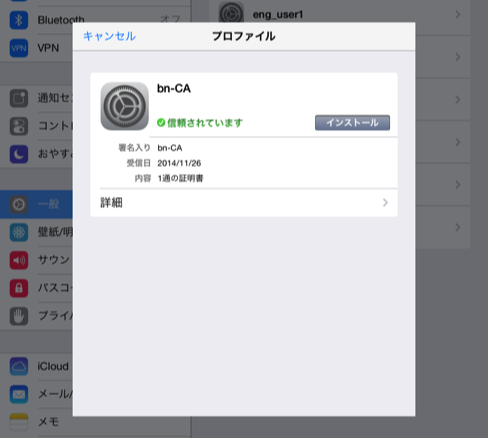 Bluetooth
オフ
eng_user1
VPN
VPN
キャンセル
プロファイル
bn-CA
信頼されています
インストール
署名入り bn-CA
受信日 2014/11/26
内容 1通の証明書
詳細
通知セ
コント
おやす
一般
壁紙/明
サウン
パスコ
プライ
iCloud
メール/
メモ